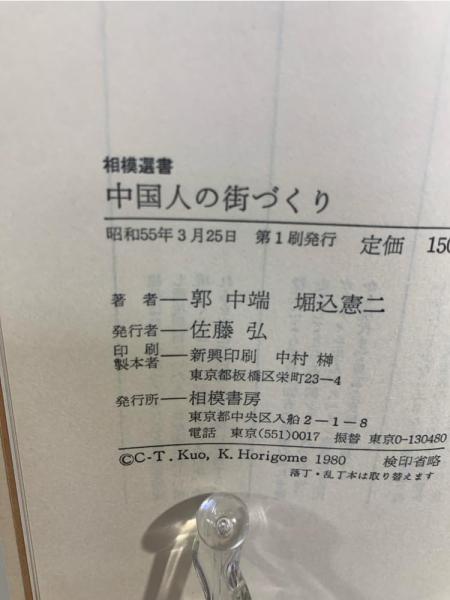 相模選書
中国人の街づくり
昭和55年3月25日 第1刷発行 定価 150
著者―郭 中端 堀込憲二
発行者―佐藤 弘
印刷製本者―新興印刷 中村 榊
東京都板橋区栄町23―4
発行所―相模書房
東京都中央区入船2－1－8
電話 東京(551)0017 振替 東京0-130480
©C-T. Kuo, K. Horigome 1980 検印省略
落丁・乱丁本は取り替えます